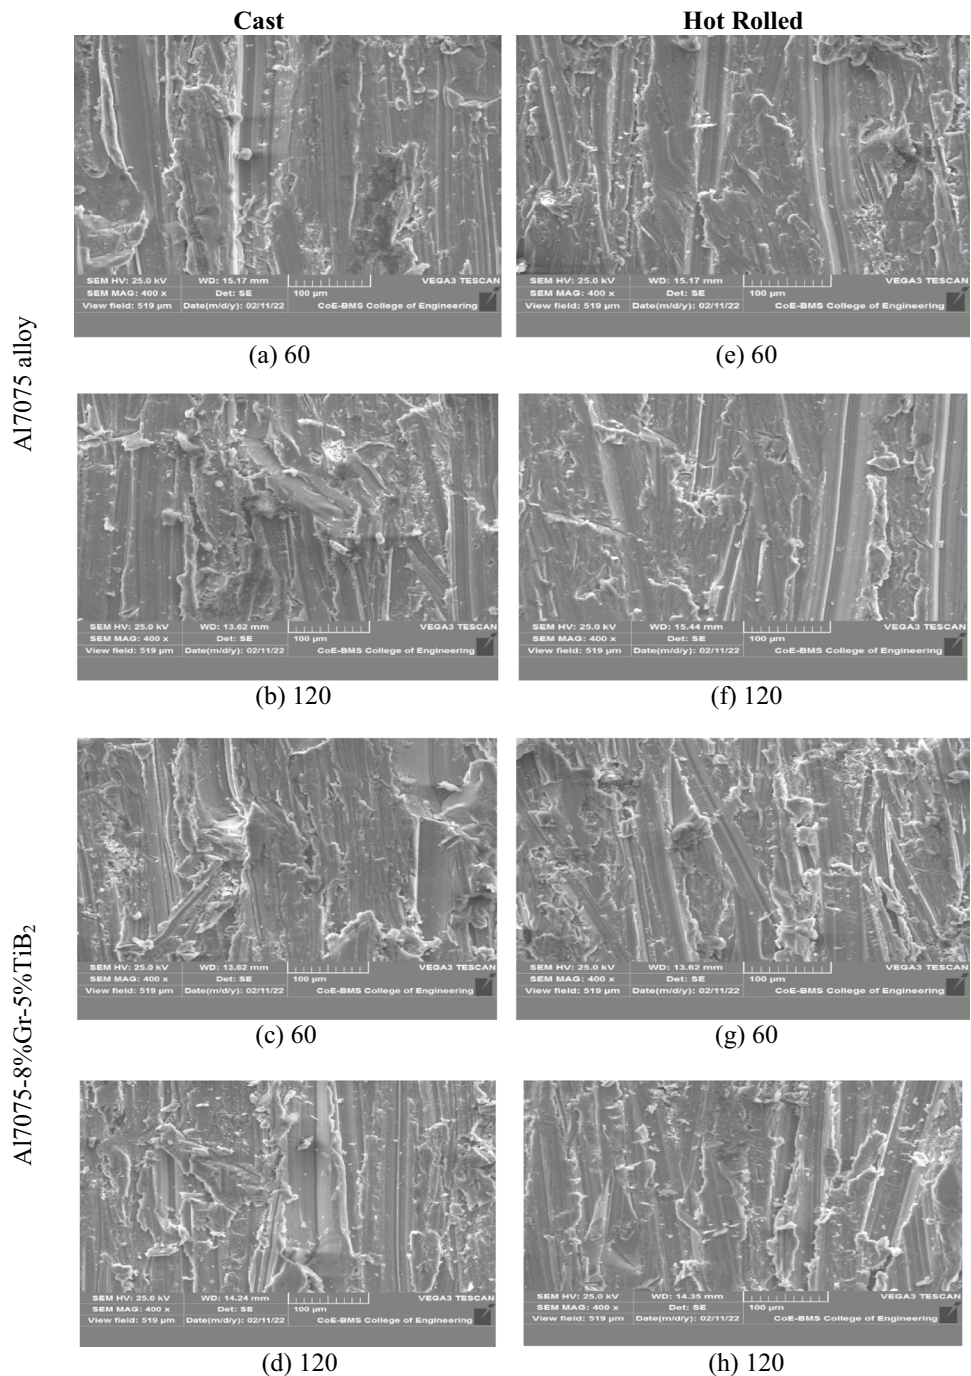 Cast Hot Rolled
Al7075 alloy
SEM HV: 25.0 kV WD: 15.17 mm VEGA3 TESCAN
SEM MAG: 400 x Det: SE 100 µm
View field: 519 µm Date(m/d/y): 02/11/22 CoE-BMS College of Engineering
SEM HV: 25.0 kV WD: 15.17 mm VEGA3 TESCAN
SEM MAG: 400 x Det: SE 100 µm
View field: 519 µm Date(m/d/y): 02/11/22 CoE-BMS College of Engineering
(a) 60 (e) 60
SEM HV: 25.0 kV WD: 13.62 mm VEGA3 TESCAN
SEM MAG: 400 x Det: SE 100 µm
View field: 519 µm Date(m/d/y): 02/11/22 CoE-BMS College of Engineering
SEM HV: 25.0 kV WD: 15.44 mm VEGA3 TESCAN
SEM MAG: 400 x Det: SE 100 µm
View field: 519 µm Date(m/d/y): 02/11/22 CoE-BMS College of Engineering
(b) 120 (f) 120
Al7075-8%Gr-5%TiB₂
SEM HV: 25.0 kV WD: 13.62 mm VEGA3 TESCAN
SEM MAG: 400 x Det: SE 100 µm
View field: 519 µm Date(m/d/y): 02/11/22 CoE-BMS College of Engineering
SEM HV: 25.0 kV WD: 13.62 mm VEGA3 TESCAN
SEM MAG: 400 x Det: SE 100 µm
View field: 519 µm Date(m/d/y): 02/11/22 CoE-BMS College of Engineering
(c) 60 (g) 60
SEM HV: 25.0 kV WD: 14.24 mm VEGA3 TESCAN
SEM MAG: 400 x Det: SE 100 µm
View field: 519 µm Date(m/d/y): 02/11/22 CoE-BMS College of Engineering
SEM HV: 25.0 kV WD: 14.35 mm VEGA3 TESCAN
SEM MAG: 400 x Det: SE 100 µm
View field: 519 µm Date(m/d/y): 02/11/22 CoE-BMS College of Engineering
(d) 120 (h) 120